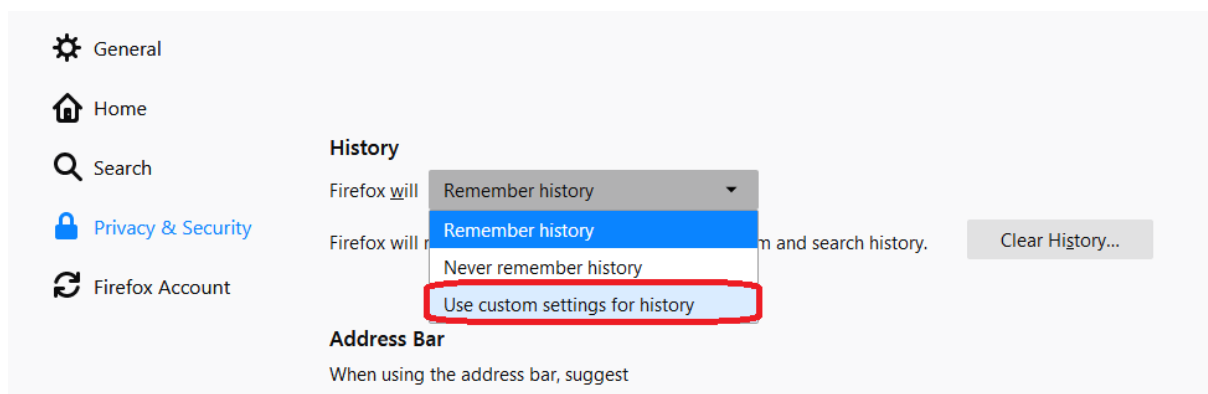 General
Home
Search
Privacy & Security
Firefox Account
History
Firefox will Remember history
Remember history
Never remember history
Use custom settings for history
Firefox will and search history.
Clear History...
Address Bar
When using the address bar, suggest